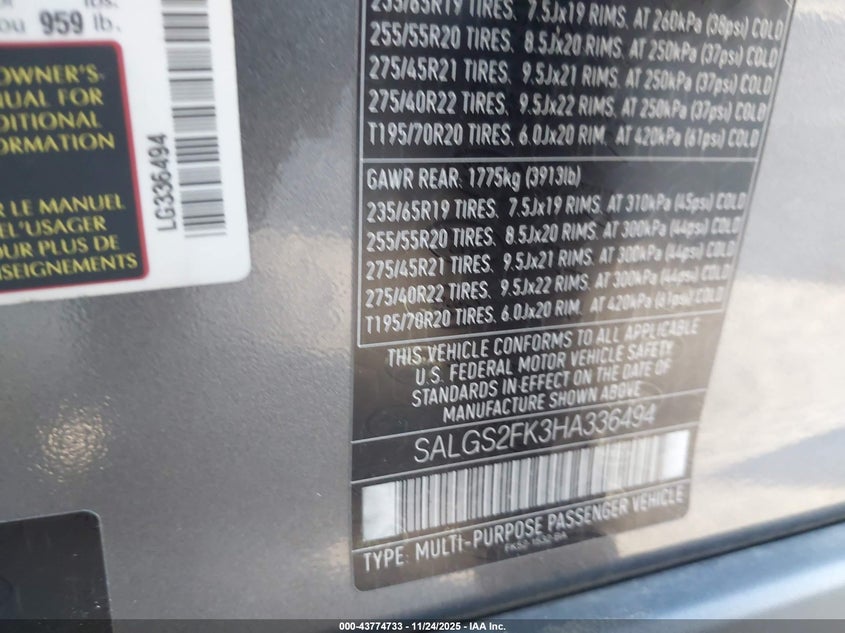 lbs.
ou 959 lb.
OWNER'S
NUAL FOR
DITIONAL
ORMATION
R LE MANUEL
EL'USAGER
OUR PLUS DE
NSEIGNEMENTS
LG336494
235/65R19 TIRES. 7.5Jx19 RIMS. AT 260kPa (38psi) COLD
255/55R20 TIRES. 8.5Jx20 RIMS. AT 250kPa (37psi) COLD
275/45R21 TIRES. 9.5Jx21 RIMS. AT 250kPa (37psi) COLD
275/40R22 TIRES. 9.5Jx22 RIMS. AT 250kPa (37psi) COLD
T195/70R20 TIRES. 6.0Jx20 RIM. AT 420kPa (61psi) COLD
GAWR REAR: 1775kg (3913lb)
235/65R19 TIRES. 7.5Jx19 RIMS. AT 310kPa (45psi) COLD
255/55R20 TIRES. 8.5Jx20 RIMS. AT 300kPa (44psi) COLD
275/45R21 TIRES. 9.5Jx21 RIMS. AT 300kPa (44psi) COLD
275/40R22 TIRES. 9.5Jx22 RIMS. AT 300kPa (44psi) COLD
T195/70R20 TIRES. 6.0Jx20 RIM. AT 420kPa (61psi) COLD
THIS VEHICLE CONFORMS TO ALL APPLICABLE
U.S. FEDERAL MOTOR VEHICLE SAFETY
STANDARDS IN EFFECT ON THE DATE OF
MANUFACTURE SHOWN ABOVE
SALGS2FK3HA336494
TYPE: MULTI-PURPOSE PASSENGER VEHICLE
000-43774733 — 11/24/2025 — IAA Inc.